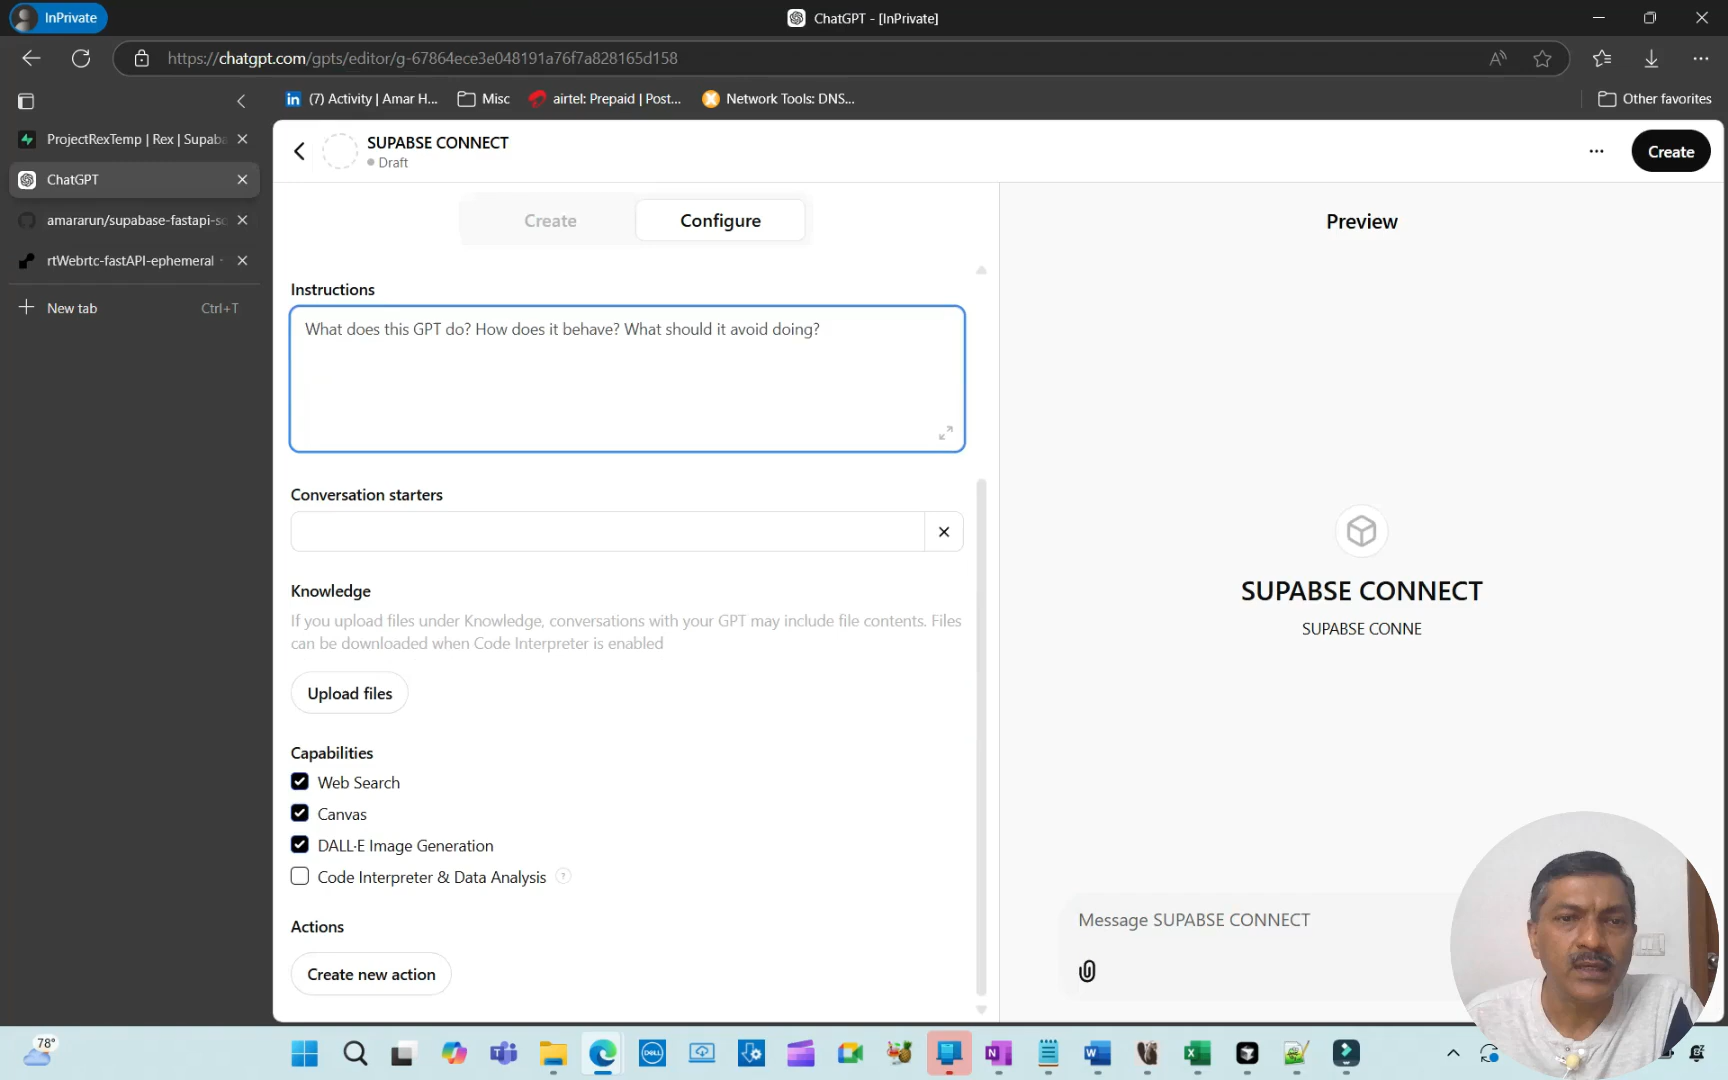 InPrivate
ChatGPT - [InPrivate]
https://chatgpt.com/gpts/editor/g-67864ece3e048191a76f7a828165d158
(7) Activity | Amar H...
Misc
airtel: Prepaid | Post...
Network Tools: DNS...
Other favorites
ProjectRexTemp | Rex | Supaba
ChatGPT
amararun/supabase-fastapi-sc
rtWebrtc-fastAPI-ephemeral -
New tab
Ctrl+T
SUPABSE CONNECT
Draft
Create
Create
Configure
Instructions
What does this GPT do? How does it behave? What should it avoid doing?
Conversation starters
Knowledge
If you upload files under Knowledge, conversations with your GPT may include file contents. Files
can be downloaded when Code Interpreter is enabled
Upload files
Capabilities
Web Search
Canvas
DALL·E Image Generation
Code Interpreter & Data Analysis
?
Actions
Create new action
Preview
SUPABSE CONNECT
SUPABSE CONNE
Message SUPABSE CONNECT
78°